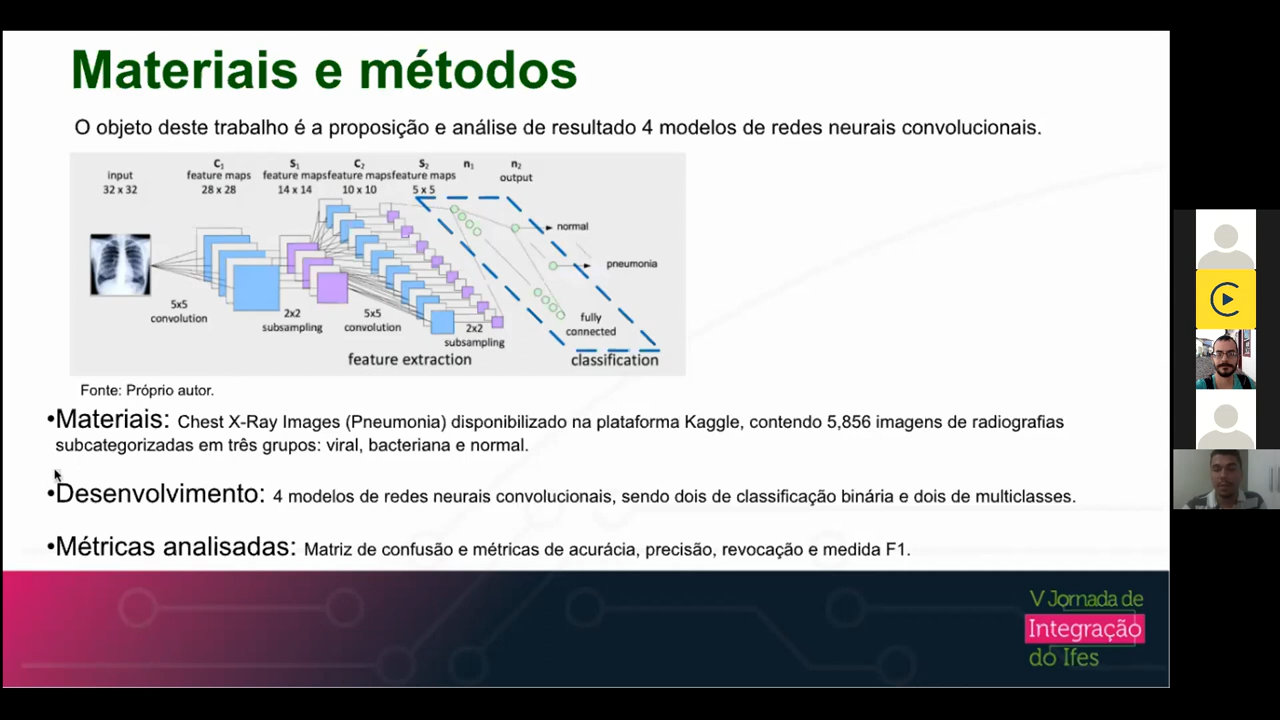 Materiais e métodos
O objeto deste trabalho é a proposição e análise de resultado 4 modelos de redes neurais convolucionais.
input
32 x 32
C1
feature maps
28 x 28
S1
feature maps
14 x 14
C2
feature maps
10 x 10
S2
feature maps
5 x 5
n1
n2
output
normal
pneumonia
5x5
convolution
2x2
subsampling
5x5
convolution
2x2
subsampling
fully
connected
feature extraction
classification
Fonte: Próprio autor.
•Materiais: Chest X-Ray Images (Pneumonia) disponibilizado na plataforma Kaggle, contendo 5,856 imagens de radiografias
subcategorizadas em três grupos: viral, bacteriana e normal.
•Desenvolvimento: 4 modelos de redes neurais convolucionais, sendo dois de classificação binária e dois de multiclasses.
•Métricas analisadas: Matriz de confusão e métricas de acurácia, precisão, revocação e medida F1.
V Jornada de
Integração
do Ifes